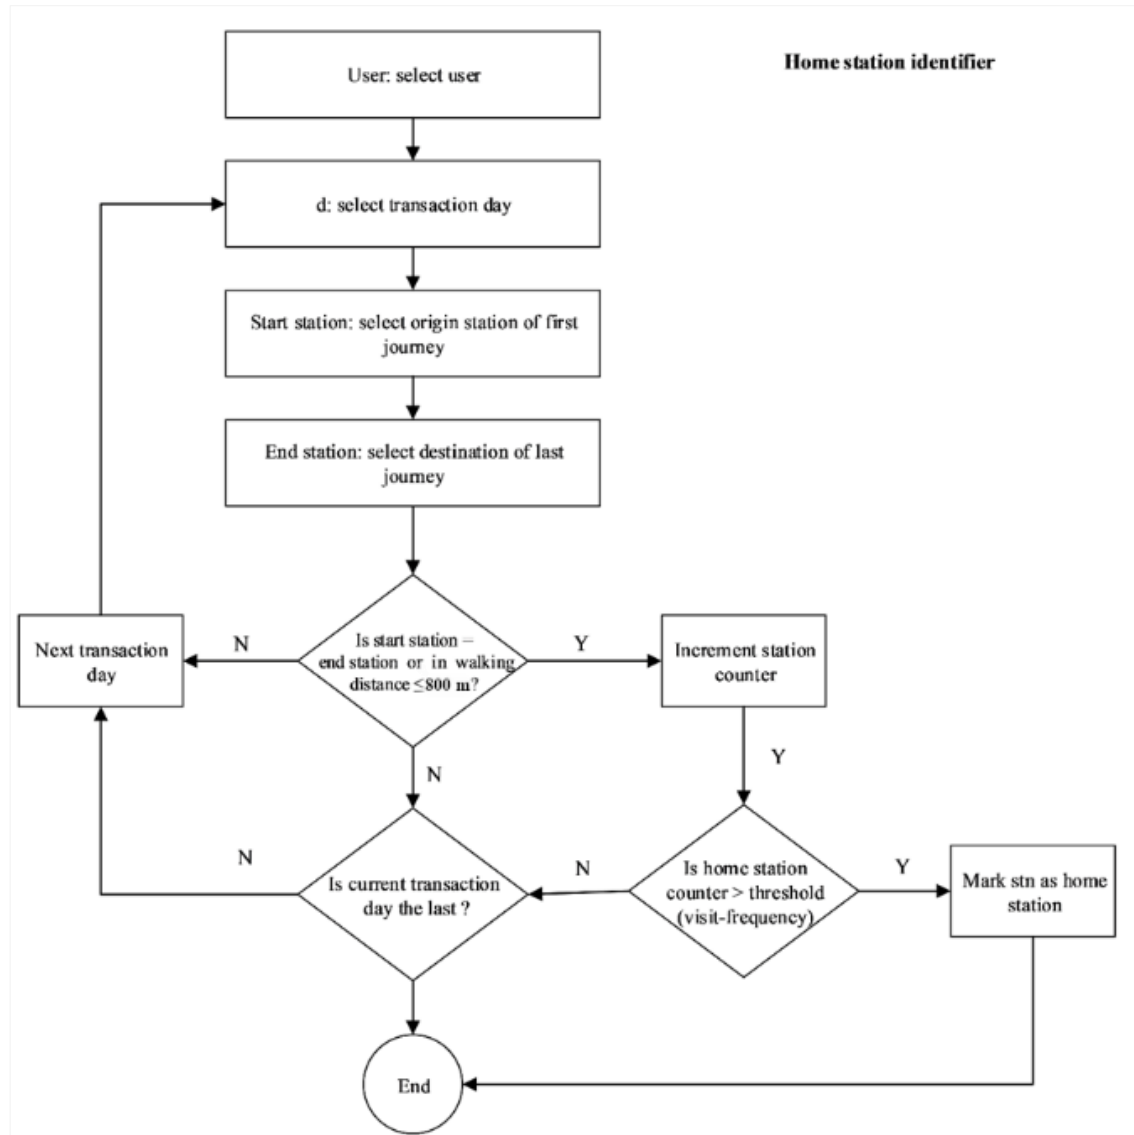 Home station identifier
User: select user
d: select transaction day
Start station: select origin station of first
journey
End station: select destination of last
journey
Is start station =
end station or in walking
distance ≤800 m?
N
Y
Next transaction
day
Increment station
counter
N
Y
Is current transaction
day the last ?
N
N
Is home station
counter > threshold
(visit-frequency)
Y
Mark stn as home
station
End